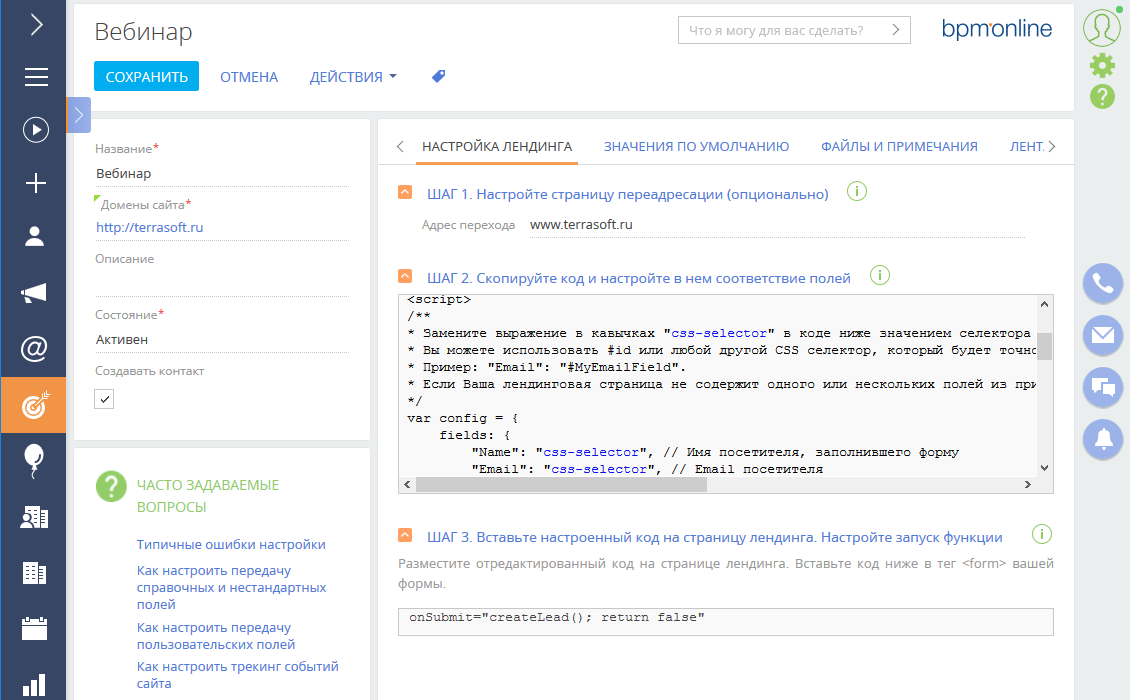 Вебинар
Что я могу для вас сделать?
bpmonline
СОХРАНИТЬ
ОТМЕНА
ДЕЙСТВИЯ
Название*
Вебинар
Домены сайта*
http://terrasoft.ru
Описание
Состояние*
Активен
Создавать контакт
ЧАСТО ЗАДАВАЕМЫЕ
ВОПРОСЫ
Типичные ошибки настройки
Как настроить передачу
справочных и нестандартных
полей
Как настроить передачу
пользовательских полей
Как настроить трекинг событий
сайта
НАСТРОЙКА ЛЕНДИНГА
ЗНАЧЕНИЯ ПО УМОЛЧАНИЮ
ФАЙЛЫ И ПРИМЕЧАНИЯ
ЛЕНТ.
ШАГ 1. Настройте страницу переадресации (опционально)
Адрес перехода
www.terrasoft.ru
ШАГ 2. Скопируйте код и настройте в нем соответствие полей
<script>
/**
* Замените выражение в кавычках "css-selector" в коде ниже значением селектора
* Вы можете использовать #id или любой другой CSS селектор, который будет точно
* Пример: "Email": "#MyEmailField".
* Если Ваша лендинговая страница не содержит одного или нескольких полей из при
*/
var config = {
fields: {
"Name": "css-selector", // Имя посетителя, заполнившего форму
"Email": "css-selector", // Email посетителя
ШАГ 3. Вставьте настроенный код на страницу лендинга. Настройте запуск функции
Разместите отредактированный код на странице лендинга. Вставьте код ниже в тег <form> вашей
формы.
onSubmit="createLead(); return false"